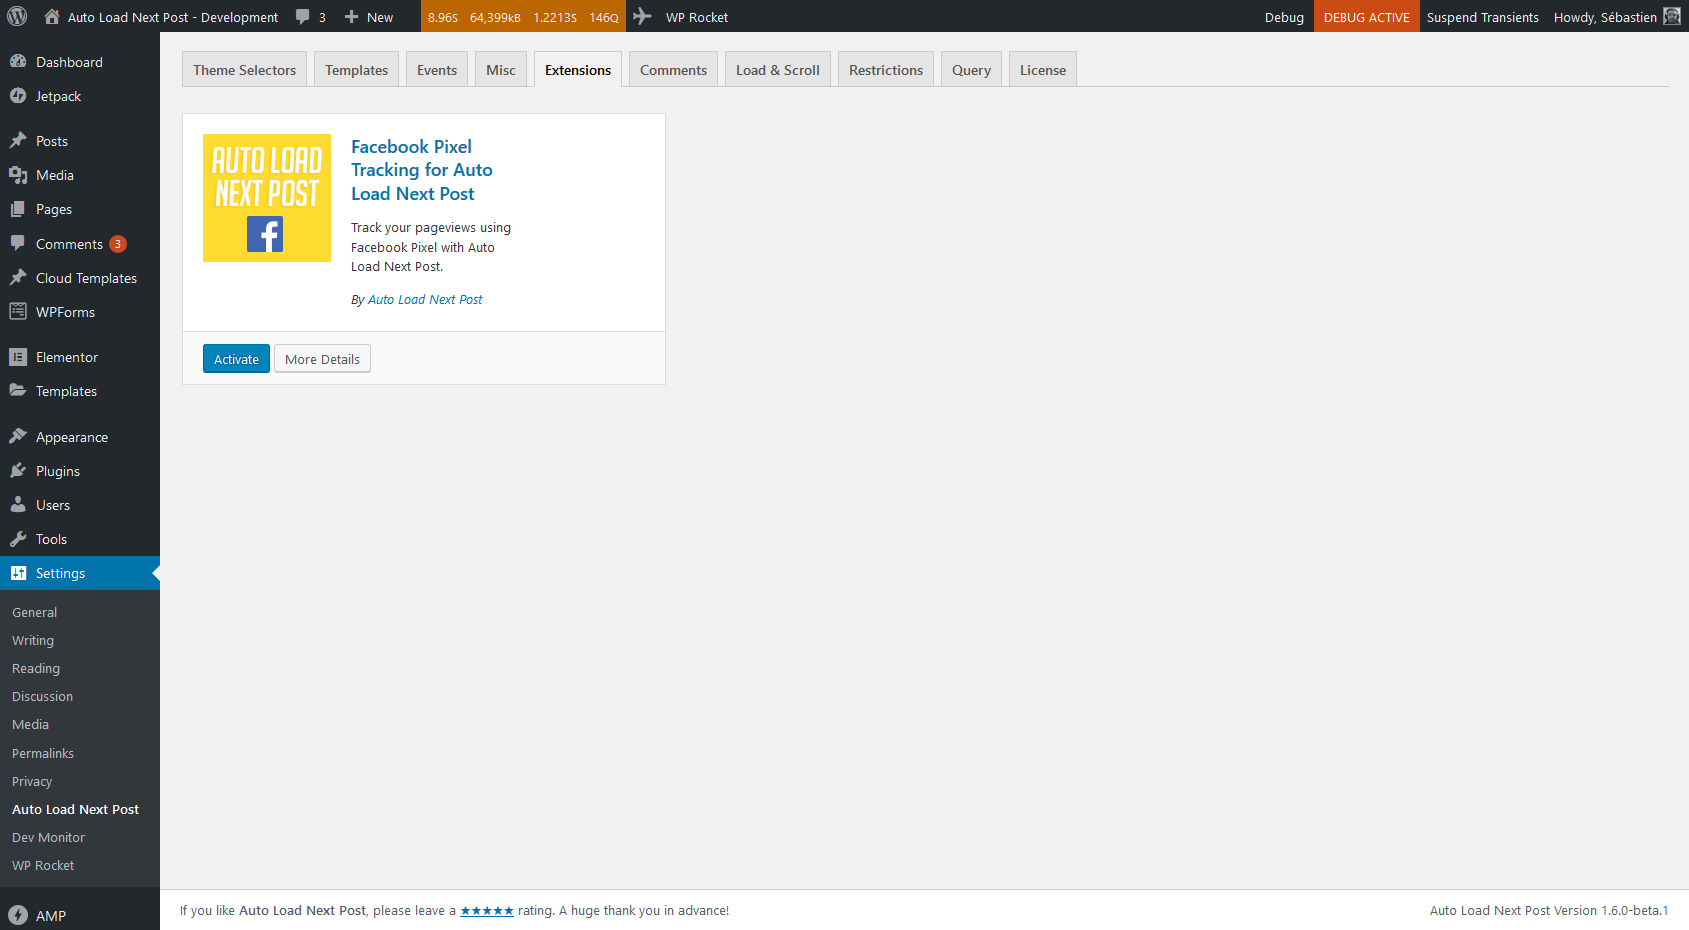 Auto Load Next Post - Development 3 New 8.96S 64,399kB 1.2213S 146Q WP Rocket Debug DEBUG ACTIVE Suspend Transients Howdy, Sébastien
Dashboard
Jetpack
Posts
Media
Pages
Comments 3
Cloud Templates
WPForms
Elementor
Templates
Appearance
Plugins
Users
Tools
Settings
General
Writing
Reading
Discussion
Media
Permalinks
Privacy
Auto Load Next Post
Dev Monitor
WP Rocket
AMP
Theme Selectors Templates Events Misc Extensions Comments Load & Scroll Restrictions Query License
AUTO LOAD
NEXT POST
f
Facebook Pixel
Tracking for Auto
Load Next Post
Track your pageviews using
Facebook Pixel with Auto
Load Next Post.
By Auto Load Next Post
Activate More Details
If you like Auto Load Next Post, please leave a ★★★★★ rating. A huge thank you in advance! Auto Load Next Post Version 1.6.0-beta.1